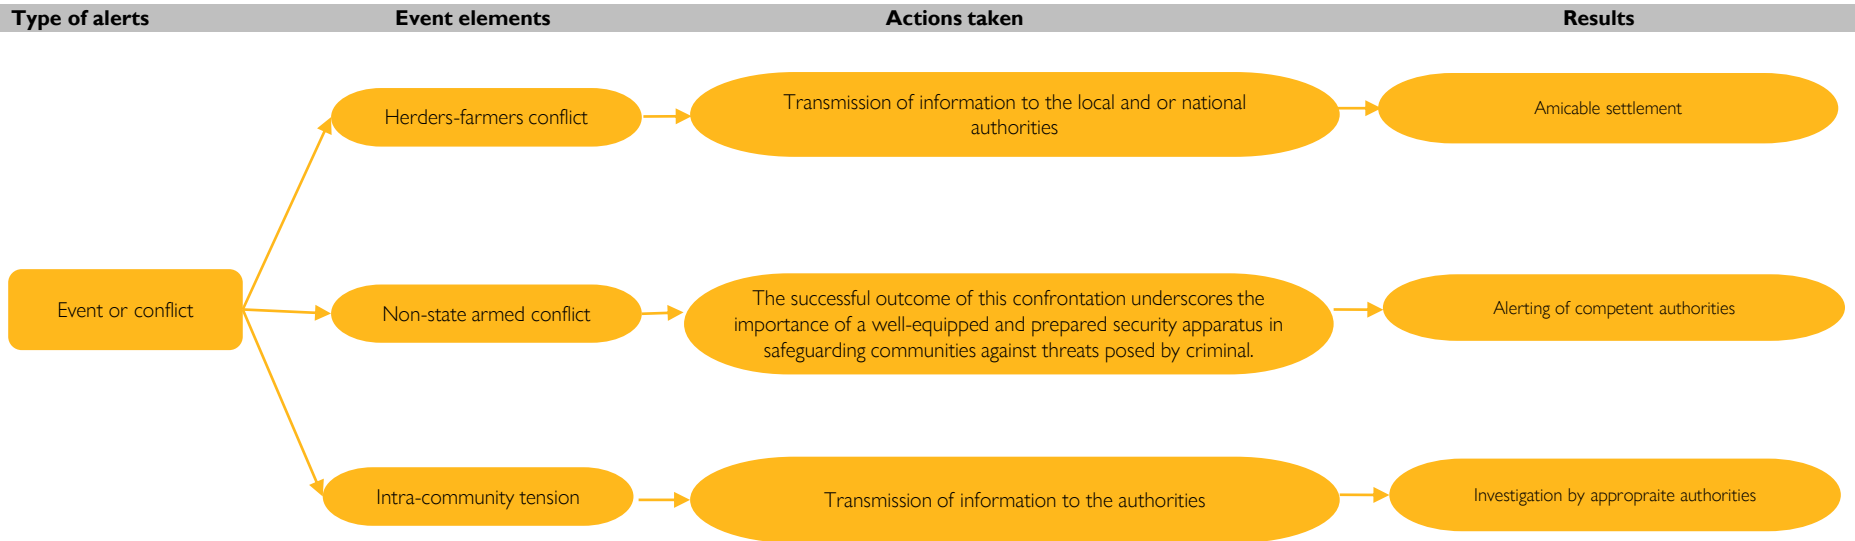 Type of alerts Event elements Actions taken Results
Herders-farmers conflict
Transmission of information to the local and or national
authorities
Amicable settlement
Event or conflict
Non-state armed conflict
The successful outcome of this confrontation underscores the
importance of a well-equipped and prepared security apparatus in
safeguarding communities against threats posed by criminal.
Alerting of competent authorities
Intra-community tension
Transmission of information to the authorities
Investigation by appropraite authorities